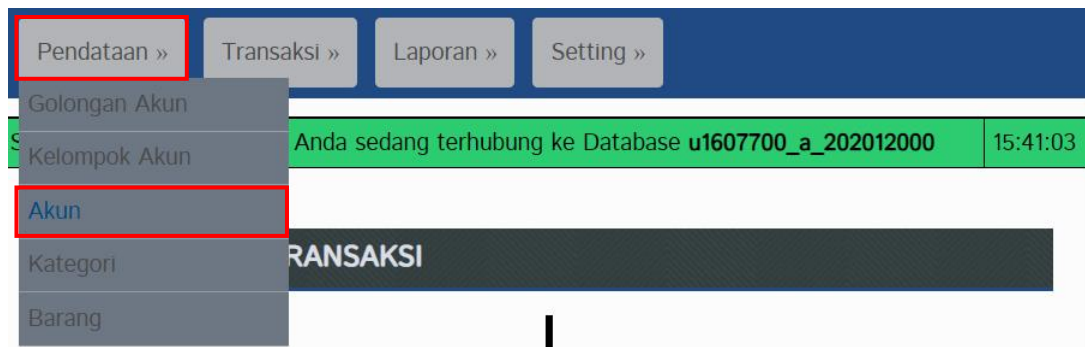 Pendataan » Transaksi » Laporan » Setting »
Golongan Akun
Anda sedang terhubung ke Database u1607700_a_202012000 15:41:03
Kelompok Akun
Akun
RANSAKSI
Kategori
Barang